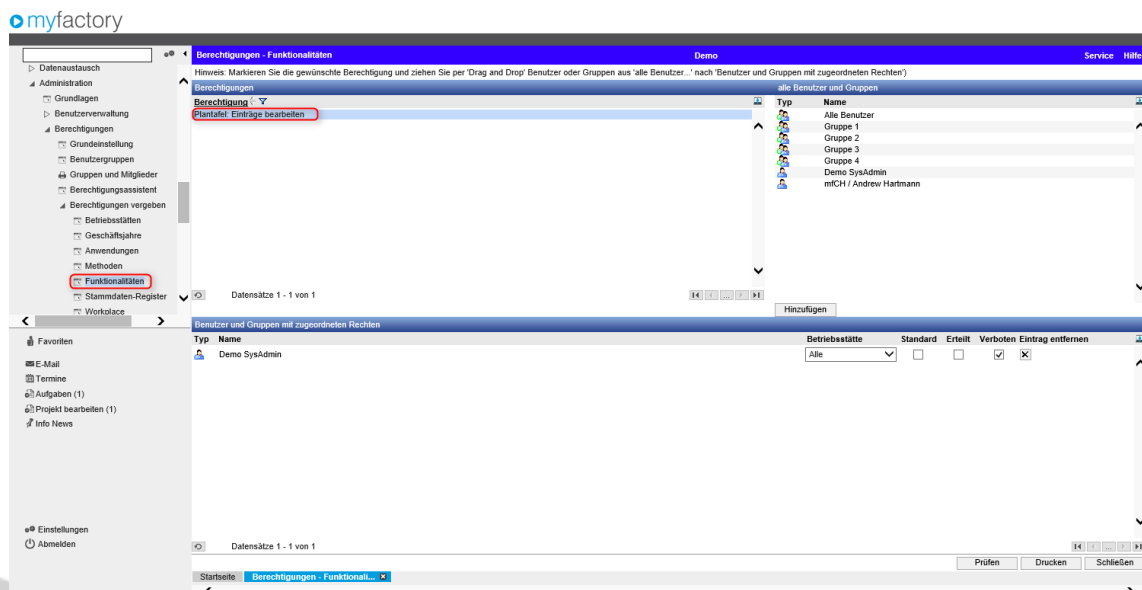 myfactory
Berechtigungen - Funktionalitäten Demo Service Hilfe
Hinweis: Markieren Sie die gewünschte Berechtigung und ziehen Sie per 'Drag and Drop' Benutzer oder Gruppen aus 'alle Benutzer...' nach 'Benutzer und Gruppen mit zugeordneten Rechten')
Datenaustausch
Administration
Grundlagen
Benutzerverwaltung
Berechtigungen
Grundeinstellung
Benutzergruppen
Gruppen und Mitglieder
Berechtigungsassistent
Berechtigungen vergeben
Betriebsstätten
Geschäftsjahre
Anwendungen
Methoden
Funktionalitäten
Stammdaten-Register
Workplace
Favoriten
E-Mail
Termine
Aufgaben (1)
Projekt bearbeiten (1)
Info News
Einstellungen
Abmelden
Berechtigungen
Berechtigung
Plantafel: Einträge bearbeiten
Datensätze 1 - 1 von 1
...
alle Benutzer und Gruppen
Typ Name
Alle Benutzer
Gruppe 1
Gruppe 2
Gruppe 3
Gruppe 4
Demo SysAdmin
mfCH / Andrew Hartmann
Hinzufügen
Benutzer und Gruppen mit zugeordneten Rechten
Typ Name Betriebsstätte Standard Erteilt Verboten Eintrag entfernen
Demo SysAdmin Alle
Datensätze 1 - 1 von 1
...
Prüfen Drucken Schließen
Startseite Berechtigungen - Funktionali...